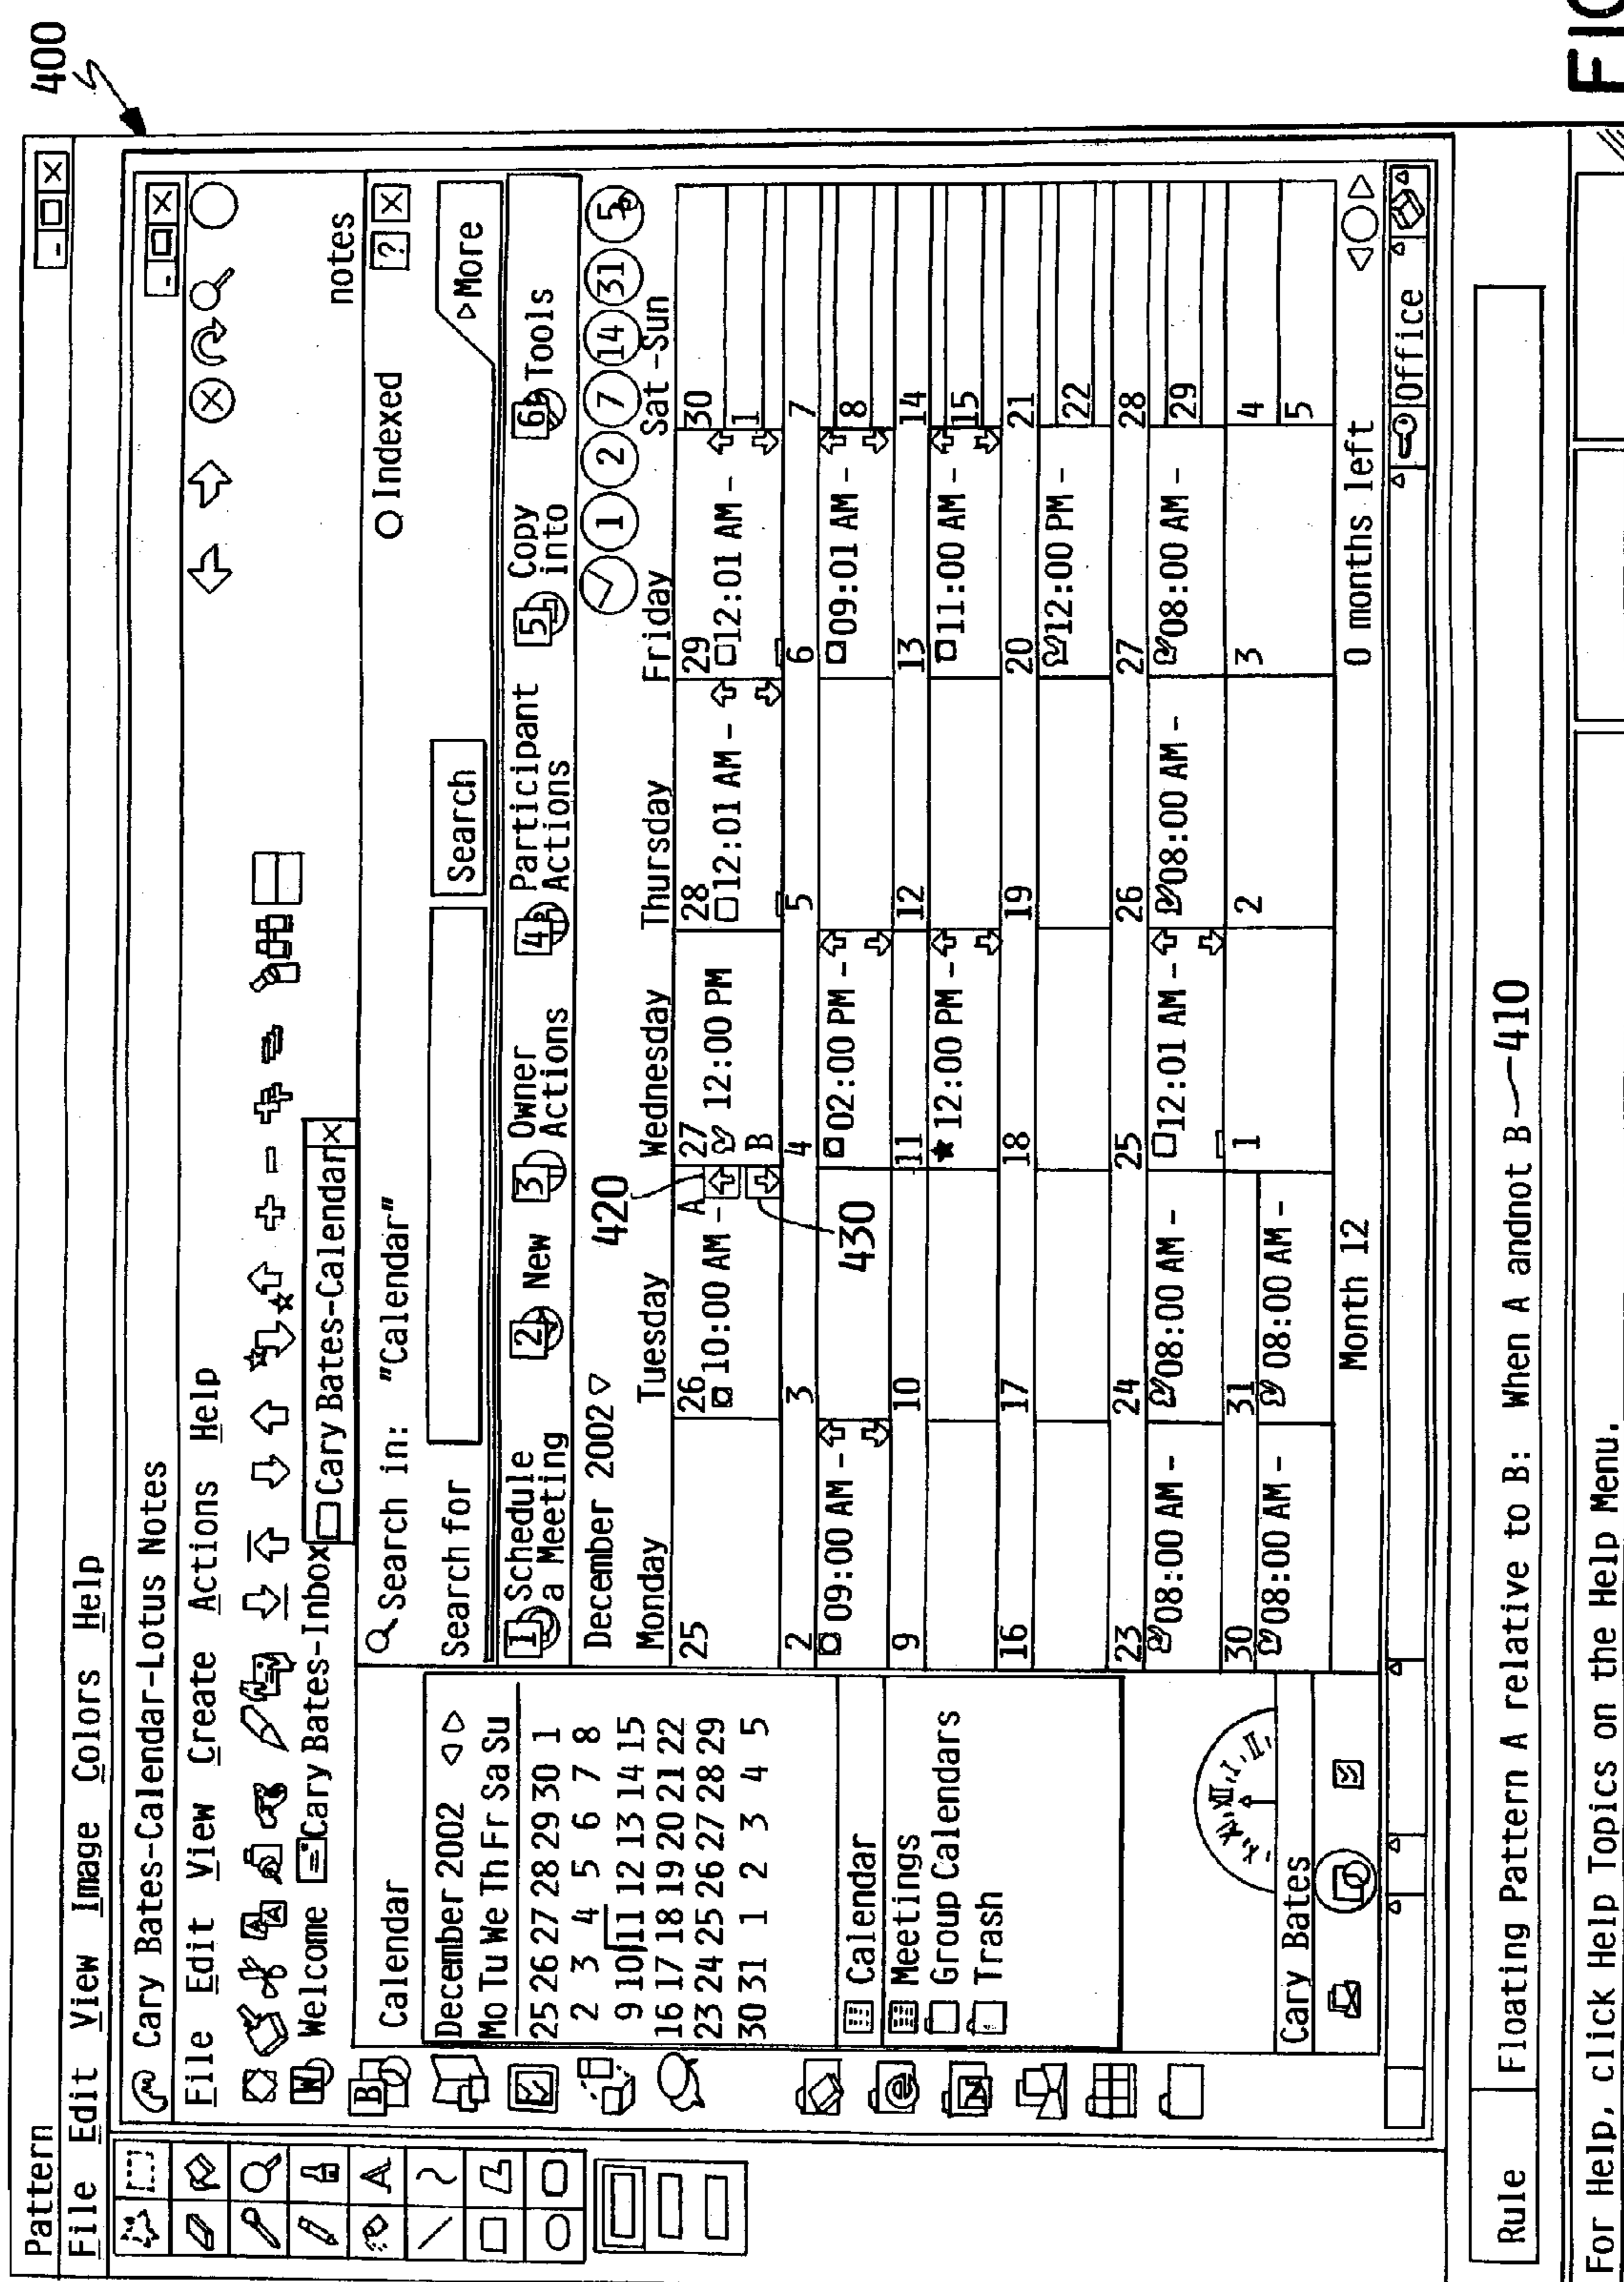 400
Pattern
File Edit View Image Colors Help
Cary Bates-Calendar-Lotus Notes
File Edit View Create Actions Help
Welcome Cary Bates-Inbox Cary Bates-Calendar X
notes
Calendar
Search in: "Calendar"
O Indexed
? X
Search for
Search
More
December 2002
Mo Tu We Th Fr Sa Su
25 26 27 28 29 30 1
2 3 4 5 6 7 8
9 10 11 12 13 14 15
16 17 18 19 20 21 22
23 24 25 26 27 28 29
30 31 1 2 3 4 5
Calendar
Meetings
Group Calendars
Trash
Cary Bates
1 Schedule a Meeting
2 New
3 Owner Actions
4 Participant Actions
5 Copy into
6 Tools
December 2002
420
1 2 7 14 31
Monday Tuesday Wednesday Thursday Friday Sat-Sun
25 26 27 28 29 30
10:00 AM - A 12:00 PM 12:01 AM - 12:01 AM - 1
B
2 3 4 5 6 7
09:00 AM - 430 02:00 PM - 09:01 AM - 8
9 10 11 12 13 14
12:00 PM - 11:00 AM - 15
16 17 18 19 20 21
12:00 PM - 22
23 24 25 26 27 28
08:00 AM - 08:00 AM - 12:01 AM - 08:00 AM - 08:00 AM - 29
30 31 1 2 3 4
08:00 AM - 08:00 AM - 5
Month 12 0 months left
Office
Rule Floating Pattern A relative to B: When A andnot B 410
For Help, click Help Topics on the Help Menu.